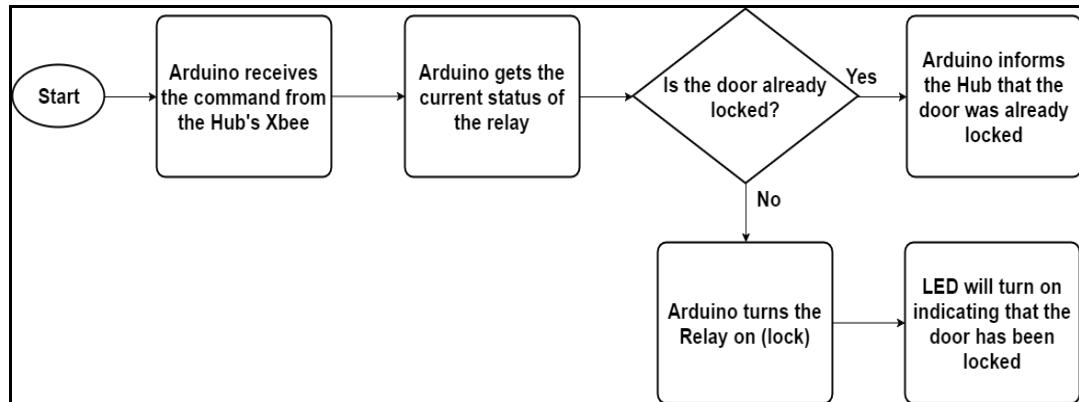 Start
Arduino receives
the command from
the Hub's Xbee
Arduino gets the
current status of
the relay
Is the door already
locked?
Yes
Arduino informs
the Hub that the
door was already
locked
No
Arduino turns the
Relay on (lock)
LED will turn on
indicating that the
door has been
locked